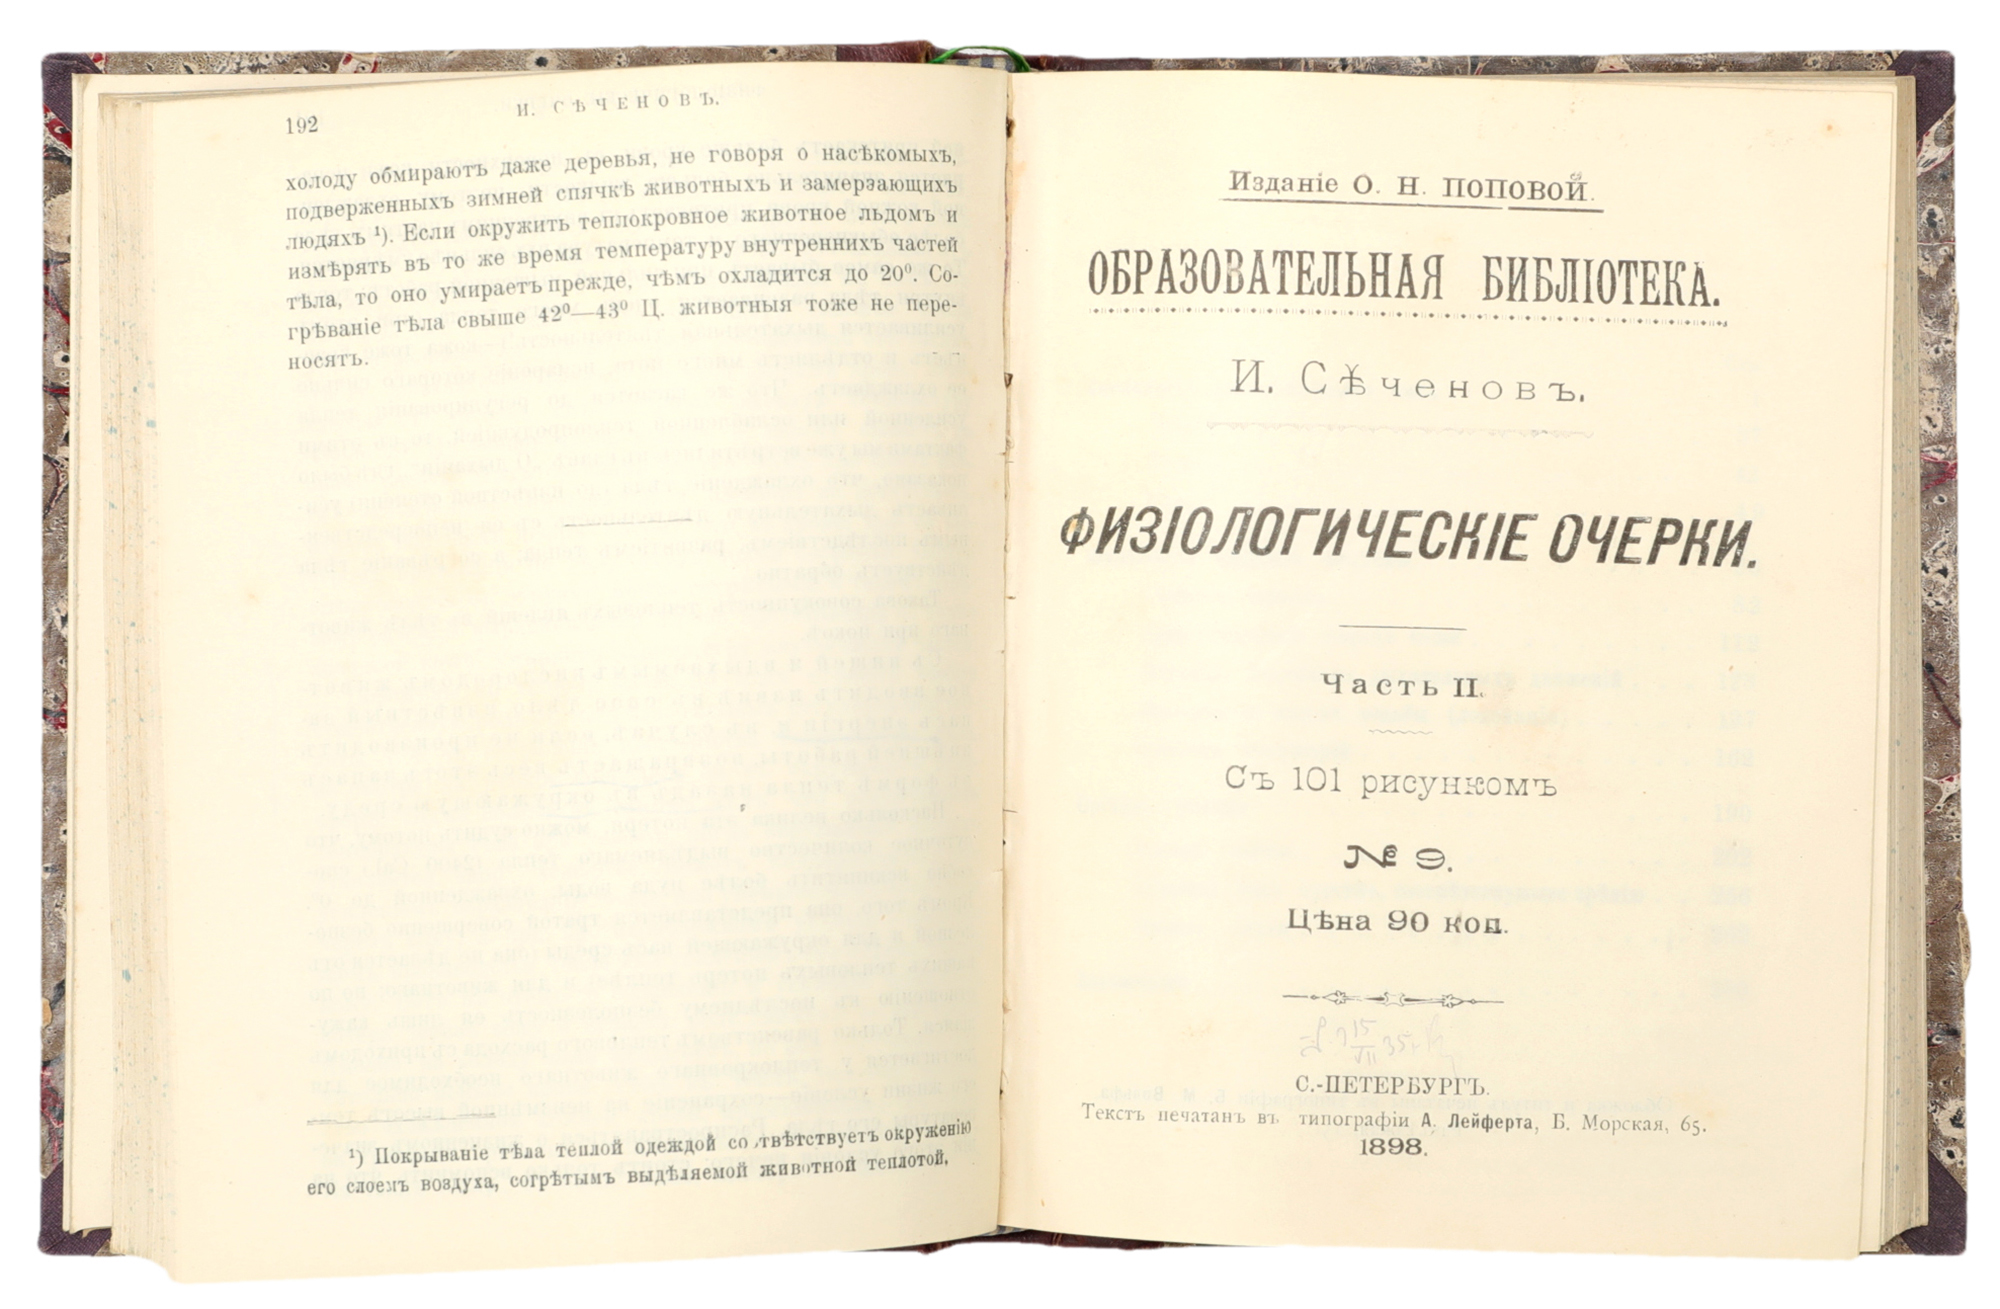 192
И. СѢЧЕНОВЪ.
холоду обмираютъ даже деревья, не говоря о насѣкомыхъ,
подверженныхъ зимней спячкѣ животныхъ и замерзающихъ
людяхъ ¹). Если окружить теплокровное животное льдомъ и
измѣрять въ то же время температуру внутреннихъ частей
тѣла, то оно умираетъ прежде, чѣмъ охладится до 20⁰. Со-
грѣваніе тѣла свыше 42⁰—43⁰ Ц. животныя тоже не пере-
носятъ.
¹) Покрываніе тѣла теплой одеждой соотвѣтствуетъ окруженію
его слоемъ воздуха, согрѣтымъ выдѣляемой животной теплотой,
Изданіе О. Н. ПОПОВОЙ.
ОБРАЗОВАТЕЛЬНАЯ БИБЛІОТЕКА.
И. Сѣченовъ.
ФИЗІОЛОГИЧЕСКІЕ ОЧЕРКИ.
Часть II.
Съ 101 рисункомъ
№ 9.
Цѣна 90 коп.
С.-ПЕТЕРБУРГЪ.
Текстъ печатанъ въ типографіи А. Лейферта, Б. Морская, 65.
1898.